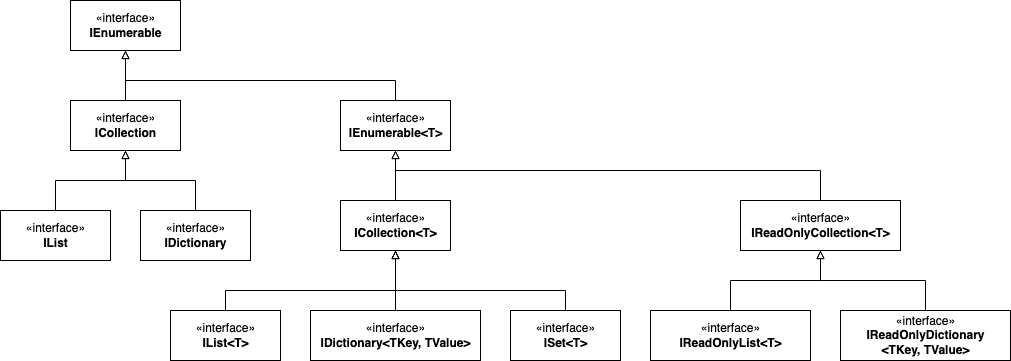 «interface»
IEnumerable
«interface»
ICollection
«interface»
IEnumerable<T>
«interface»
IList
«interface»
IDictionary
«interface»
ICollection<T>
«interface»
IReadOnlyCollection<T>
«interface»
IList<T>
«interface»
IDictionary<TKey, TValue>
«interface»
ISet<T>
«interface»
IReadOnlyList<T>
«interface»
IReadOnlyDictionary
<TKey, TValue>